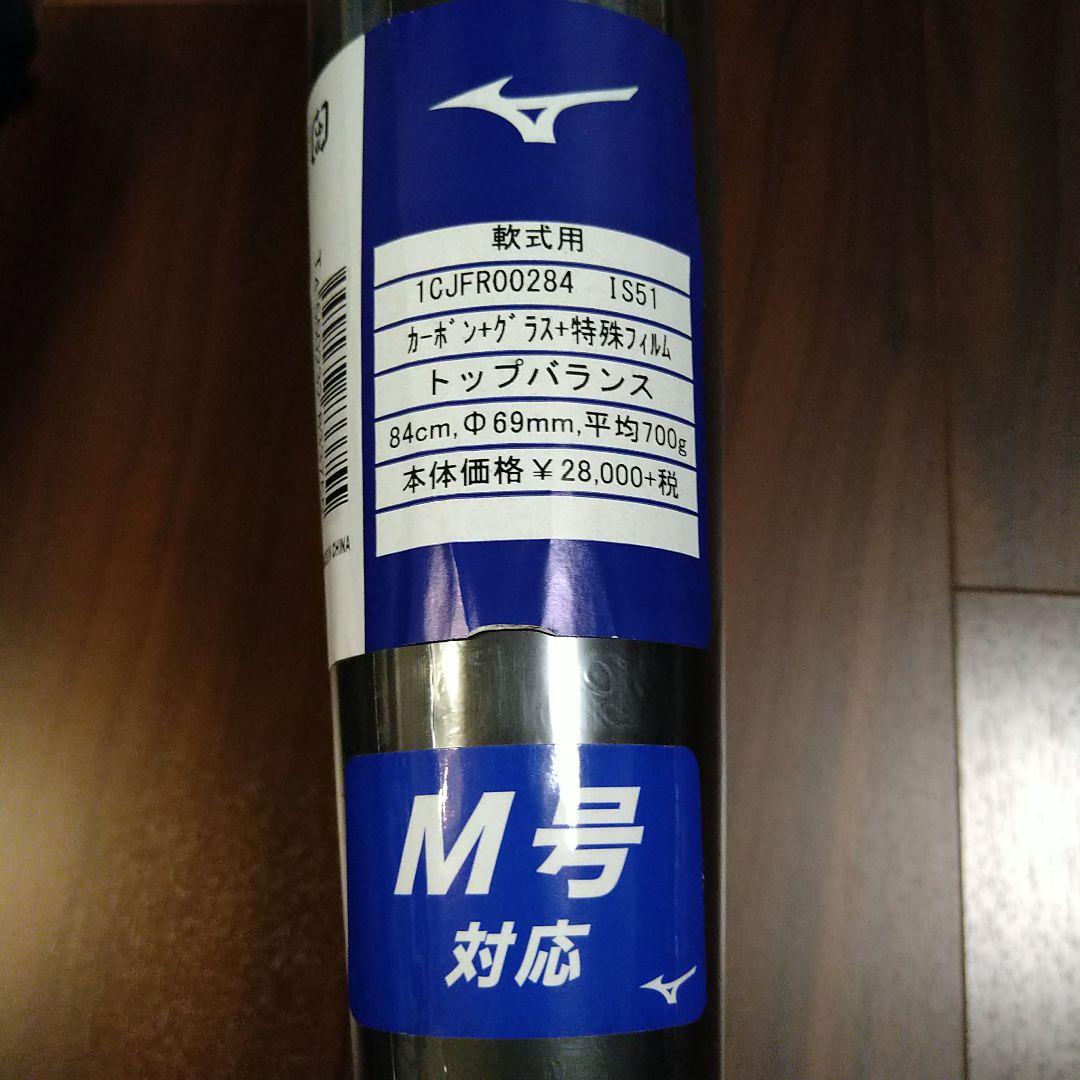 軟式用
1CJFR00284 IS51
カーボン+グラス+特殊フィルム
トップバランス
84cm,Φ69mm,平均700g
本体価格￥28,000+税
CHINA
M号
対応